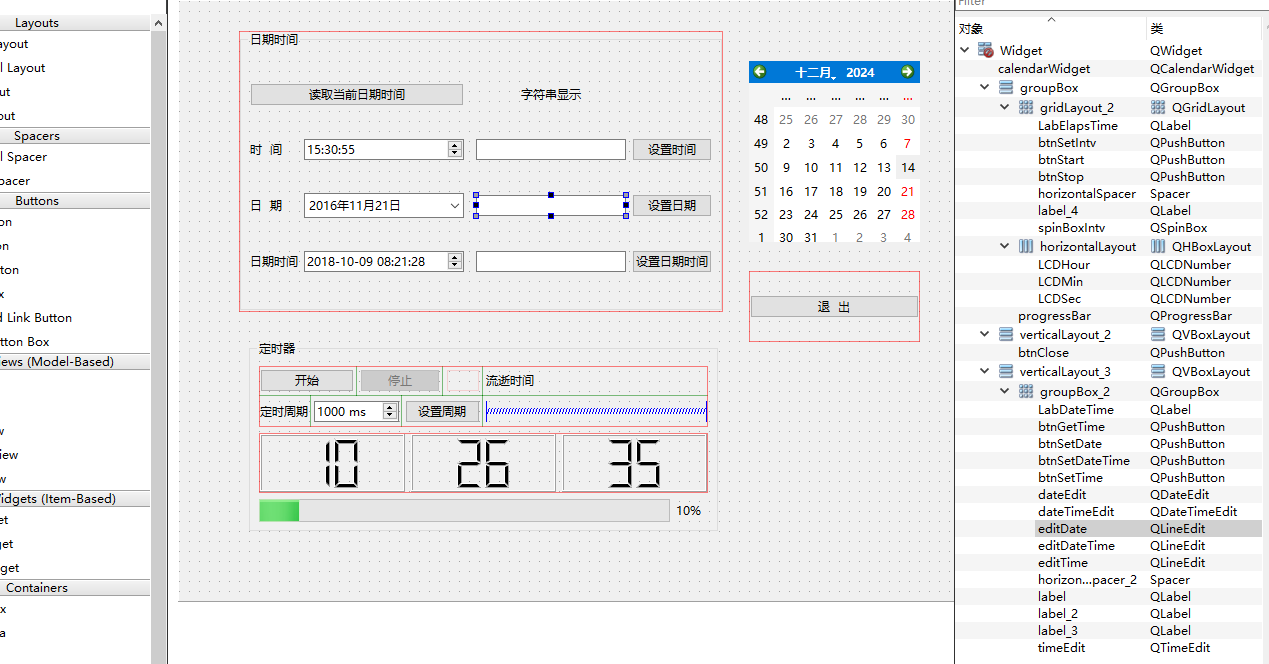 Layouts
ayout
l Layout
ut
out
Spacers
l Spacer
pacer
Buttons
on
on
tton
x
d Link Button
tton Box
ews (Model-Based)
w
iew
w
Vidgets (Item-Based)
et
get
dget
Containers
x
a
日期时间
读取当前日期时间 字符串显示
时 间 15:30:55 设置时间
日 期 2016年11月21日 设置日期
日期时间 2018-10-09 08:21:28 设置日期时间
十二月, 2024
... ... ... ... ... ...
48 25 26 27 28 29 30
49 2 3 4 5 6 7
50 9 10 11 12 13 14
51 16 17 18 19 20 21
52 23 24 25 26 27 28
1 30 31 1 2 3 4
退 出
定时器
开始 停止 流逝时间
定时周期 1000 ms 设置周期
10 26 35
10%
Filter
对象 类
Widget QWidget
calendarWidget QCalendarWidget
groupBox QGroupBox
gridLayout_2 QGridLayout
LabElapsTime QLabel
btnSetIntv QPushButton
btnStart QPushButton
btnStop QPushButton
horizontalSpacer Spacer
label_4 QLabel
spinBoxIntv QSpinBox
horizontalLayout QHBoxLayout
LCDHour QLCDNumber
LCDMin QLCDNumber
LCDSec QLCDNumber
progressBar QProgressBar
verticalLayout_2 QVBoxLayout
btnClose QPushButton
verticalLayout_3 QVBoxLayout
groupBox_2 QGroupBox
LabDateTime QLabel
btnGetTime QPushButton
btnSetDate QPushButton
btnSetDateTime QPushButton
btnSetTime QPushButton
dateEdit QDateEdit
dateTimeEdit QDateTimeEdit
editDate QLineEdit
editDateTime QLineEdit
editTime QLineEdit
horizon...pacer_2 Spacer
label QLabel
label_2 QLabel
label_3 QLabel
timeEdit QTimeEdit